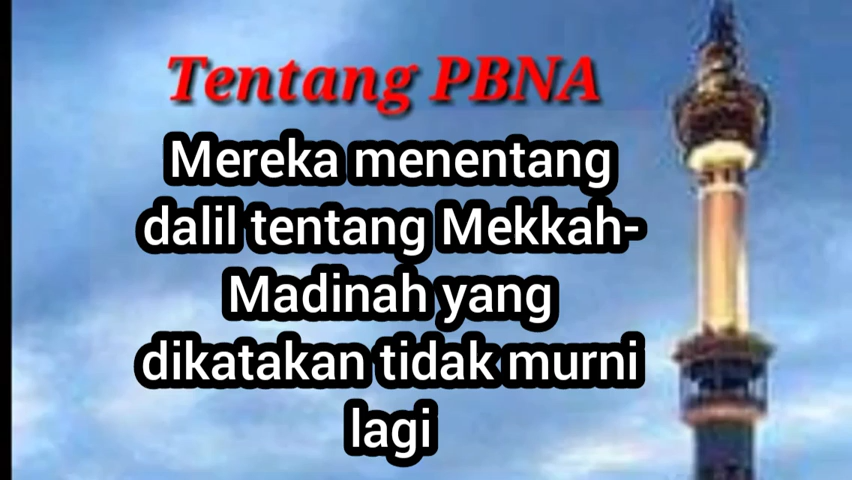 Tentang PBNA
Mereka menentang
dalil tentang Mekkah-
Madinah yang
dikatakan tidak murni
lagi